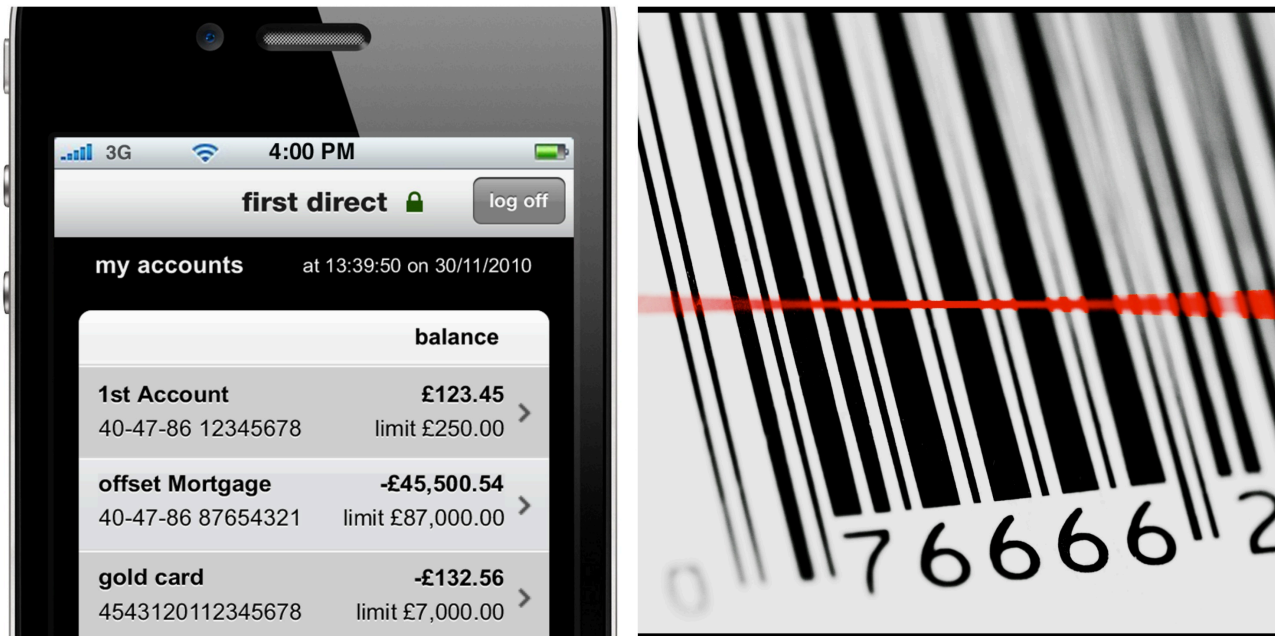 3G 4:00 PM
first direct log off
my accounts at 13:39:50 on 30/11/2010
balance
1st Account £123.45
40-47-86 12345678 limit £250.00
offset Mortgage -£45,500.54
40-47-86 87654321 limit £87,000.00
gold card -£132.56
4543120112345678 limit £7,000.00
0 76666 2